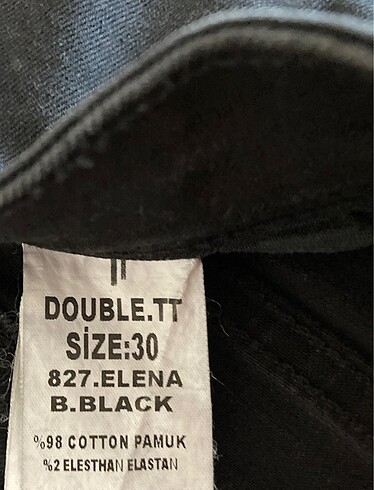 DOUBLE.TT
SİZE:30
827.ELENA
B.BLACK
%98 COTTON PAMUK
%2 ELESTHAN ELASTAN